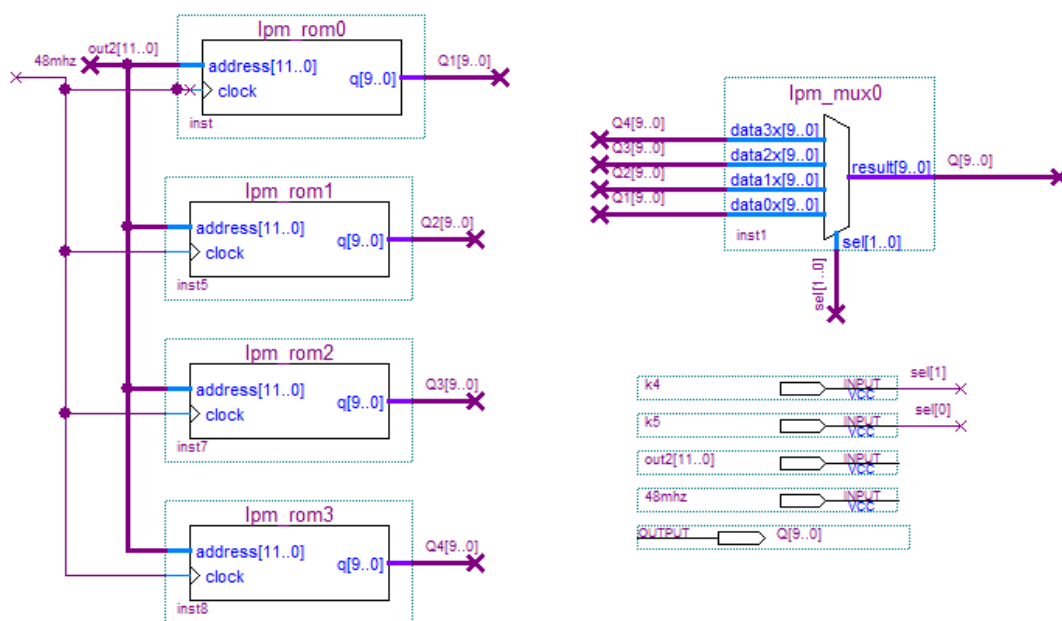 lpm_rom0
48mhz
out2[11..0]
address[11..0]
q[9..0]
clock
Q1[9..0]
inst
lpm_rom1
address[11..0]
q[9..0]
clock
Q2[9..0]
inst5
lpm_rom2
address[11..0]
q[9..0]
clock
Q3[9..0]
inst7
lpm_rom3
address[11..0]
q[9..0]
clock
Q4[9..0]
inst8
lpm_mux0
Q4[9..0]
data3x[9..0]
Q3[9..0]
data2x[9..0]
Q2[9..0]
data1x[9..0]
Q1[9..0]
data0x[9..0]
result[9..0]
Q[9..0]
inst1
sel[1..0]
sel[1..0]
k4
INPUT
VCC
sel[1]
k5
INPUT
VCC
sel[0]
out2[11..0]
INPUT
VCC
48mhz
INPUT
VCC
OUTPUT
Q[9..0]